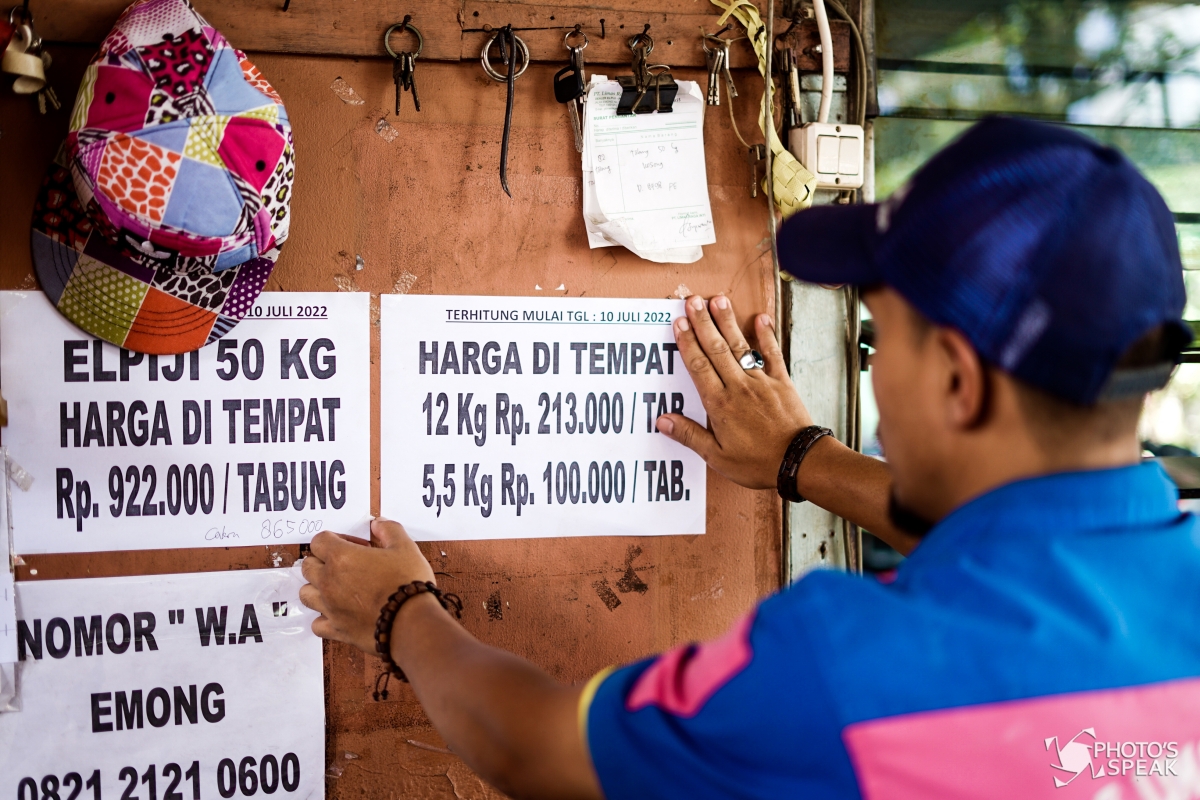 10 JULI 2022
ELPIJI 50 KG
HARGA DI TEMPAT
Rp. 922.000 / TABUNG
865000
TERHITUNG MULAI TGL : 10 JULI 2022
HARGA DI TEMPAT
12 Kg Rp. 213.000 / TAB.
5,5 Kg Rp. 100.000 / TAB.
NOMOR " W.A "
EMONG
0821 2121 0600
PHOTO'S
SPEAK